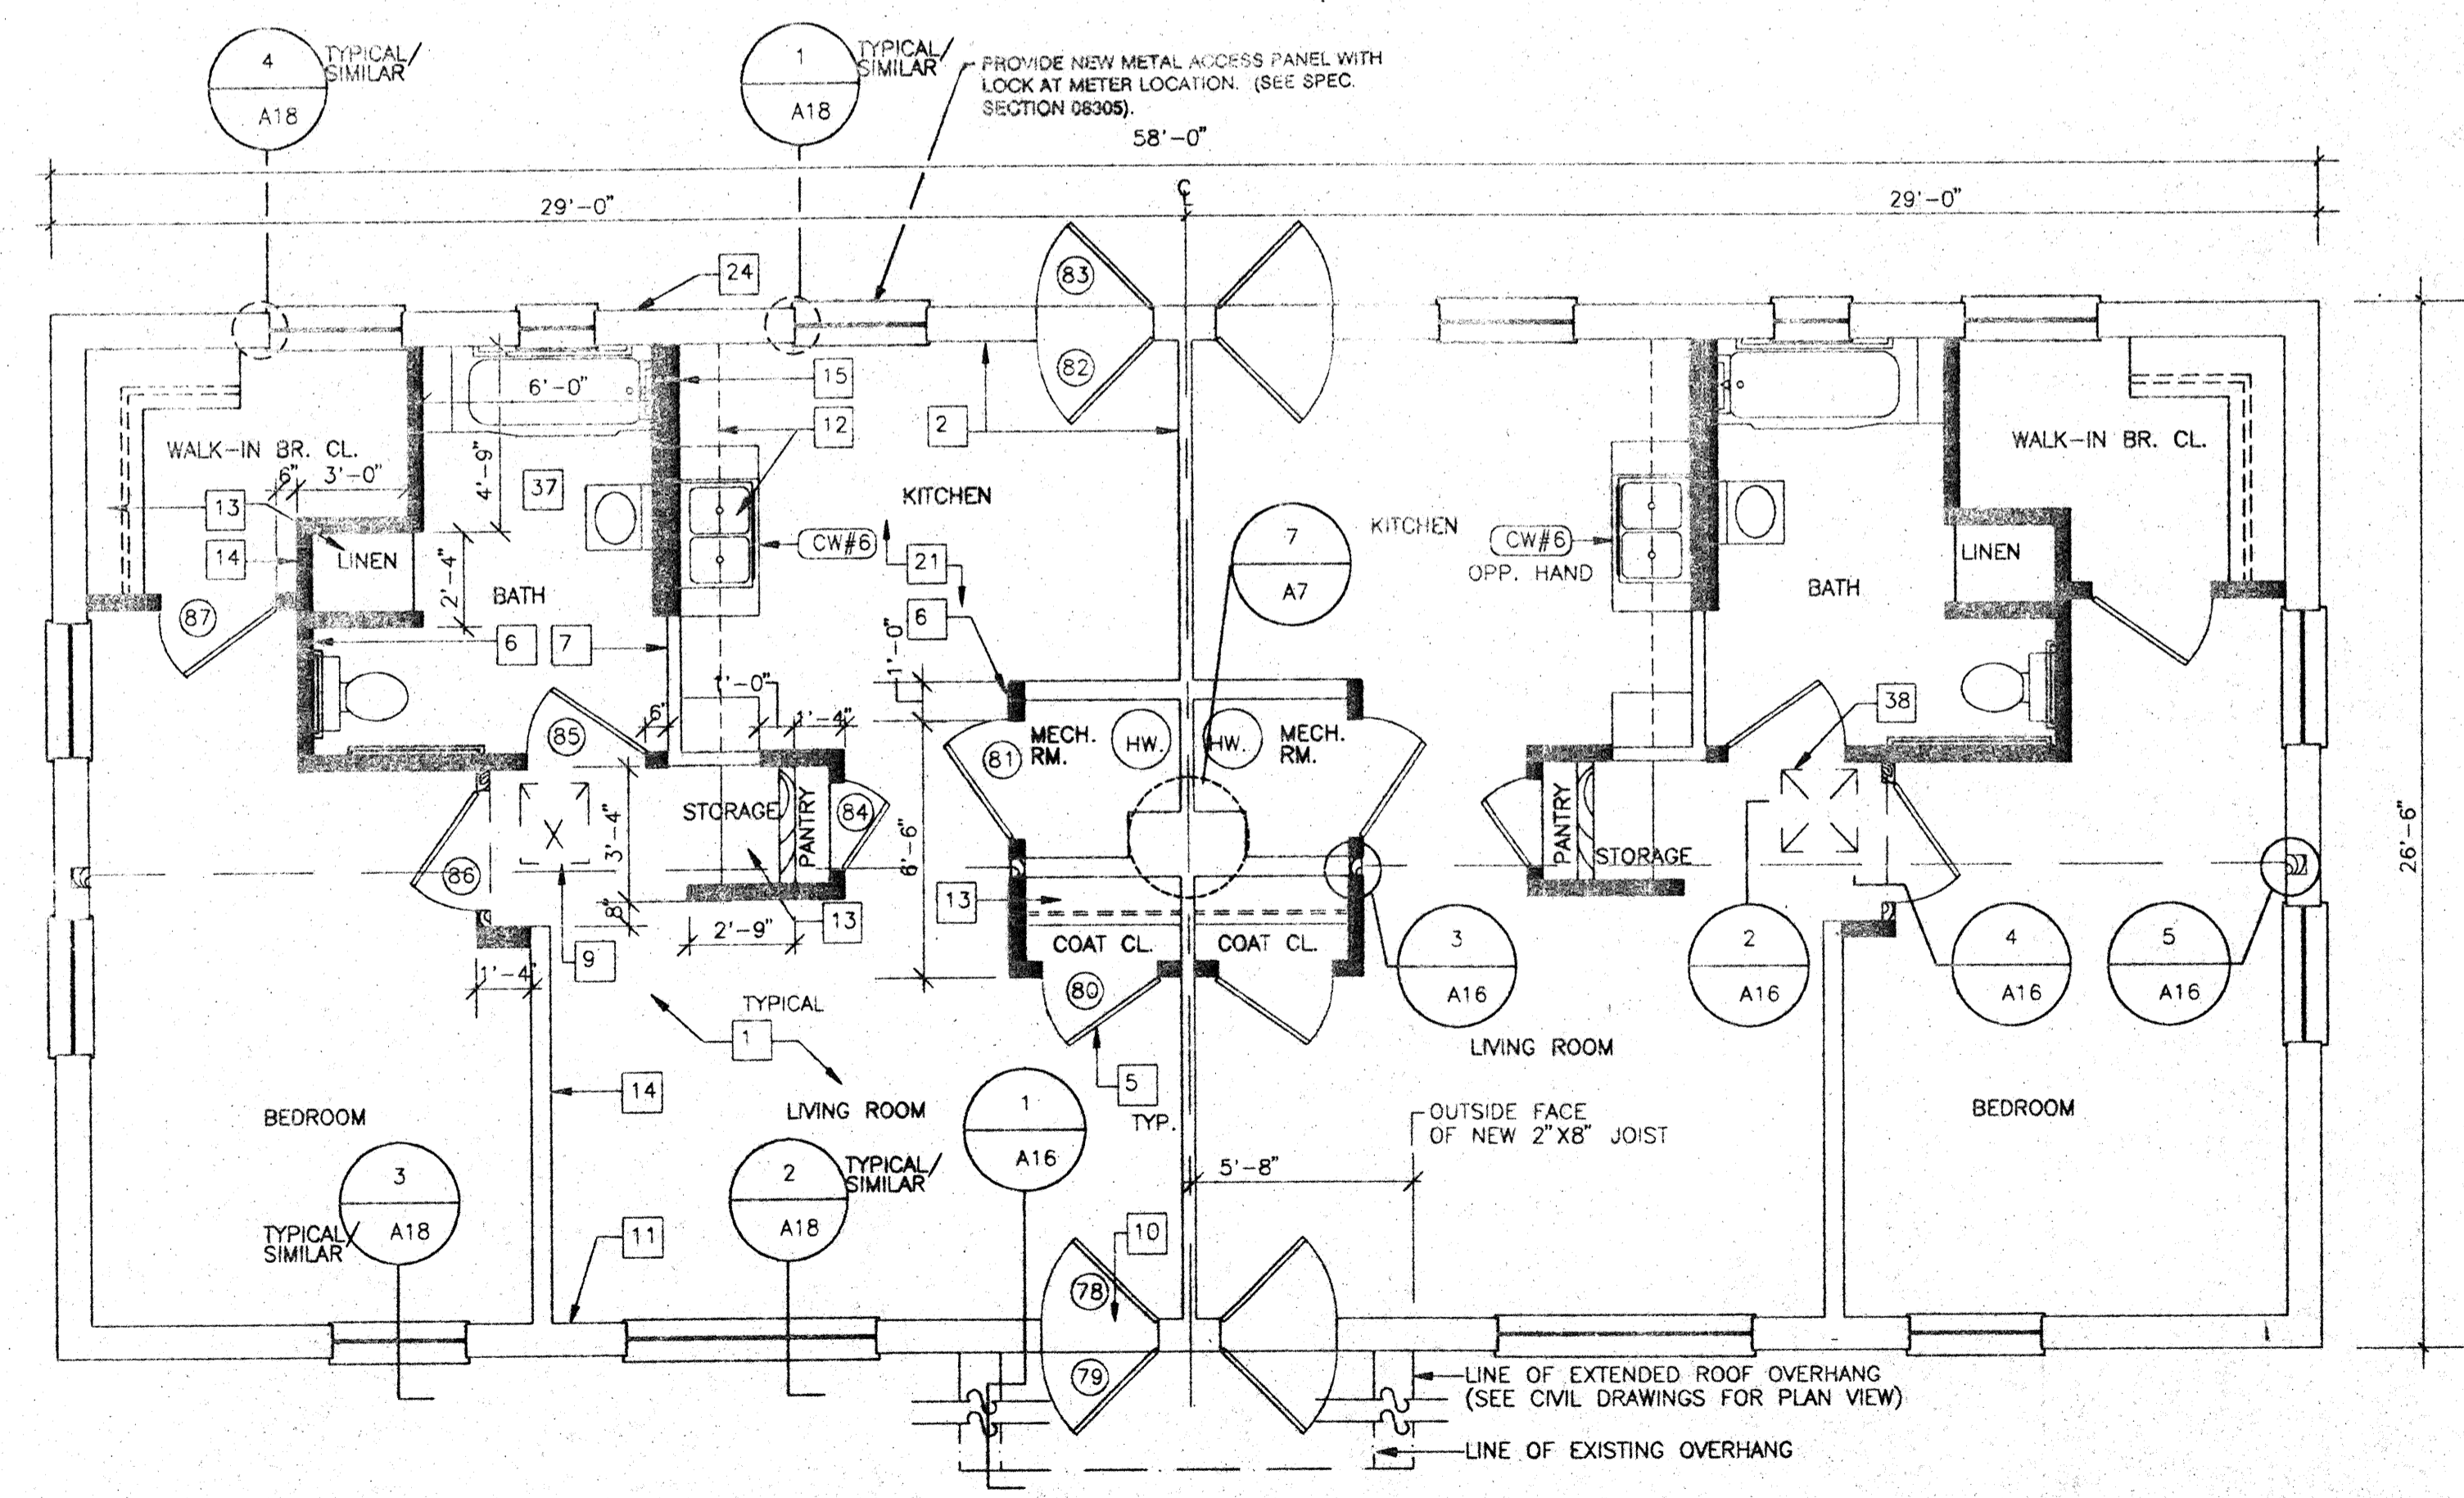 4
A18
TYPICAL/
SIMILAR
1
A18
TYPICAL/
SIMILAR
PROVIDE NEW METAL ACCESS PANEL WITH
LOCK AT METER LOCATION. (SEE SPEC.
SECTION 08305).
58'-0"
29'-0"
℄
29'-0"
24
83
82
15
12
2
6'-0"
WALK-IN BR. CL.
6"
3'-0"
4'-9"
37
13
14
LINEN
2'-4"
BATH
87
6
7
KITCHEN
CW#6
21
6
1'-0"
7
A7
KITCHEN
CW#6
OPP. HAND
WALK-IN BR. CL.
LINEN
BATH
38
1'-0"
6"
1'-4"
85
MECH.
RM.
HW.
HW.
MECH.
RM.
81
STORAGE
PANTRY
84
3'-4"
6'-6"
86
8"
9
2'-9"
13
13
1'-4"
COAT CL.
COAT CL.
80
PANTRY
STORAGE
26'-6"
3
A16
2
A16
4
A16
5
A16
TYPICAL
1
5
TYP.
14
BEDROOM
LIVING ROOM
1
A16
LIVING ROOM
BEDROOM
OUTSIDE FACE
OF NEW 2"X8" JOIST
5'-8"
3
A18
TYPICAL/
SIMILAR
2
A18
TYPICAL/
SIMILAR
11
10
78
79
LINE OF EXTENDED ROOF OVERHANG
(SEE CIVIL DRAWINGS FOR PLAN VIEW)
LINE OF EXISTING OVERHANG